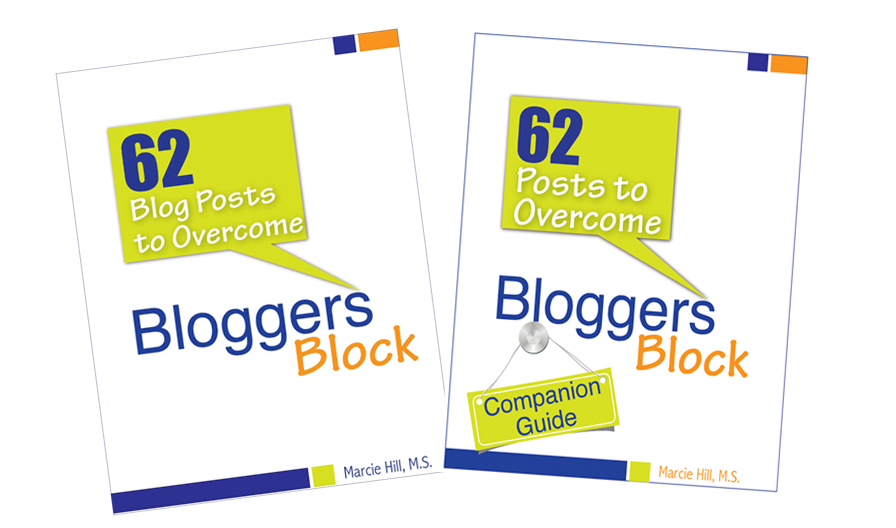 62
Blog Posts
to Overcome
Bloggers
Block
Marcie Hill, M.S.
62
Posts to
Overcome
Bloggers
Block
Companion
Guide
Marcie Hill, M.S.